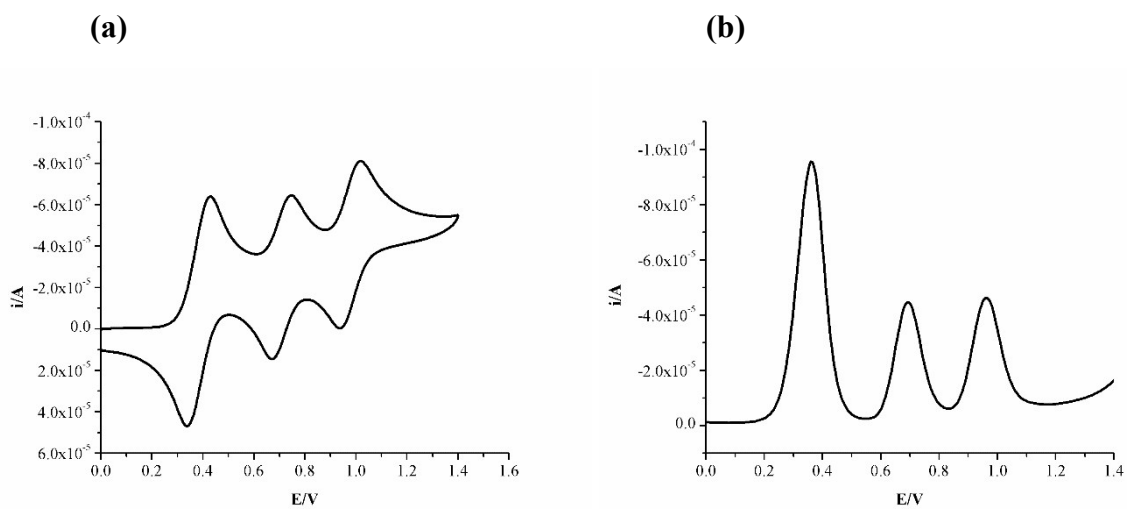 (a)
(b)
-1.0x10⁻⁴
-8.0x10⁻⁵
-6.0x10⁻⁵
-4.0x10⁻⁵
-2.0x10⁻⁵
0.0
2.0x10⁻⁵
4.0x10⁻⁵
6.0x10⁻⁵
i/A
0.0 0.2 0.4 0.6 0.8 1.0 1.2 1.4 1.6
E/V
-1.0x10⁻⁴
-8.0x10⁻⁵
-6.0x10⁻⁵
-4.0x10⁻⁵
-2.0x10⁻⁵
0.0
i/A
0.0 0.2 0.4 0.6 0.8 1.0 1.2 1.4
E/V